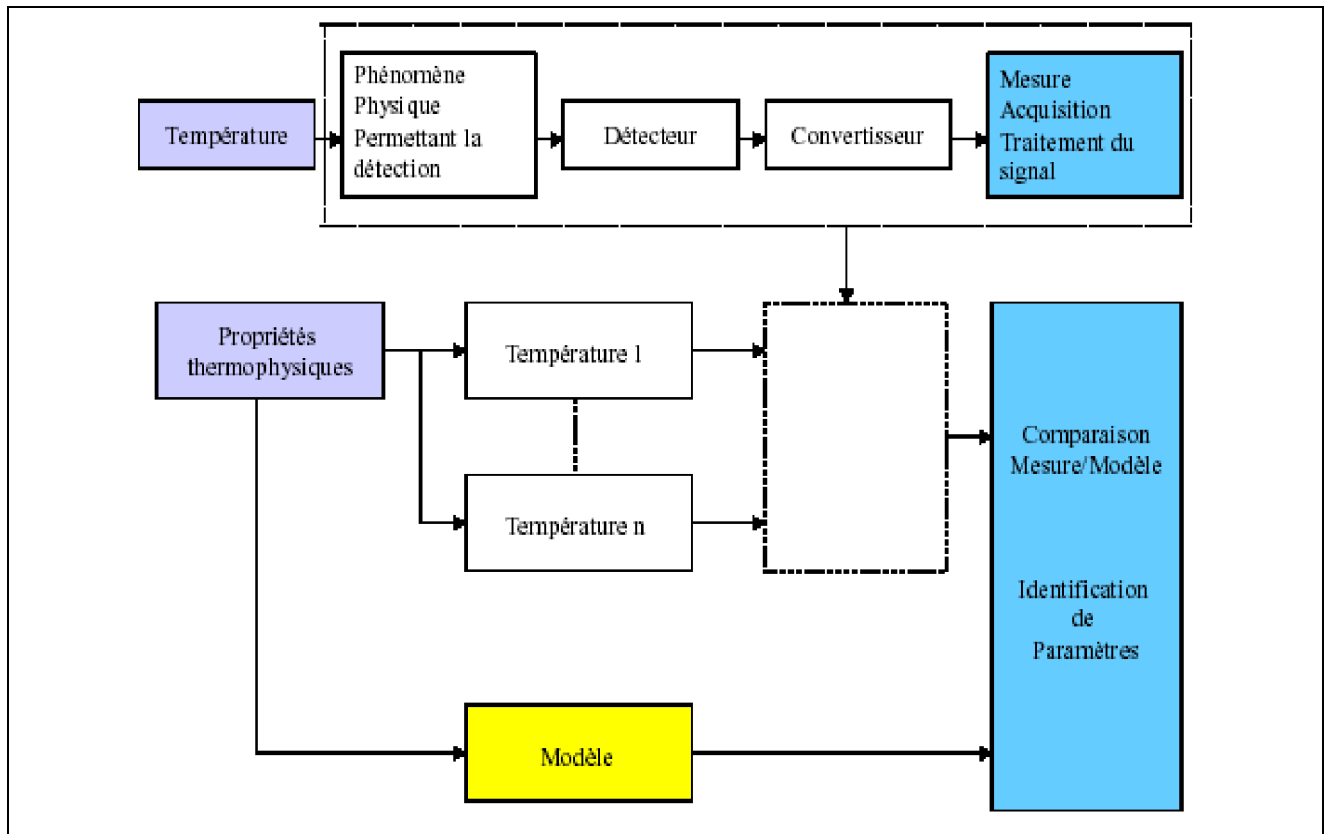 Température
Phénomène
Physique
Permettant la
détection
Détecteur
Convertisseur
Mesure
Acquisition
Traitement du
signal
Propriétés
thermophysiques
Température 1
Température n
Comparaison
Mesure/Modèle
Identification
de
Paramètres
Modèle